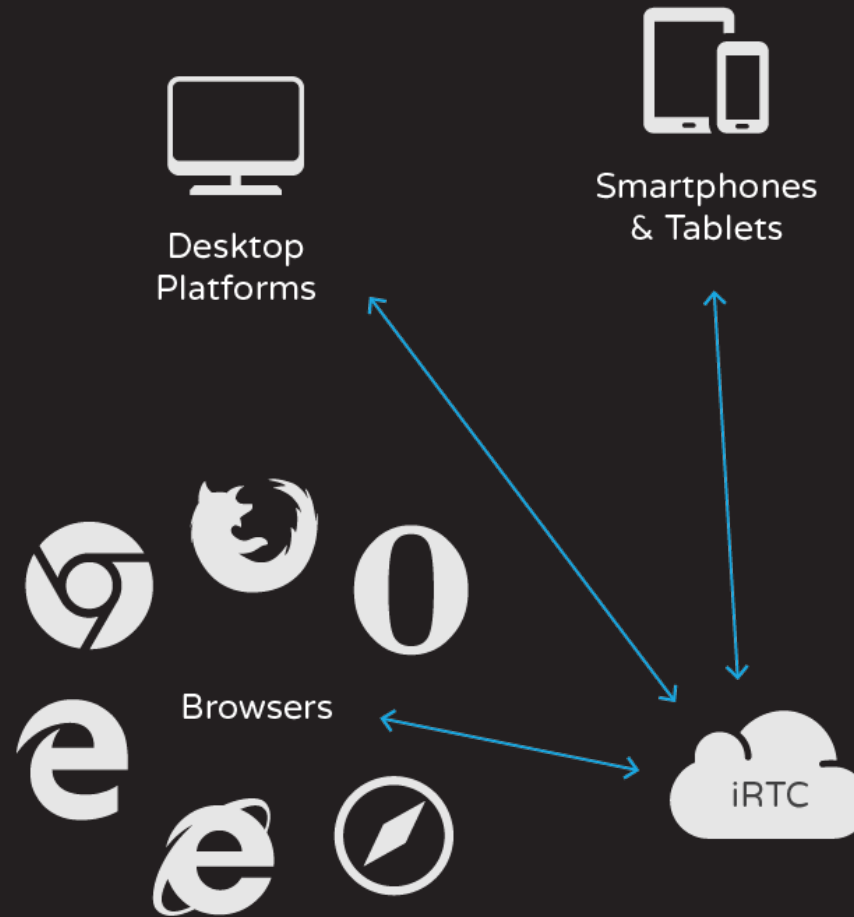 Smartphones
& Tablets
Desktop
Platforms
Browsers
iRTC